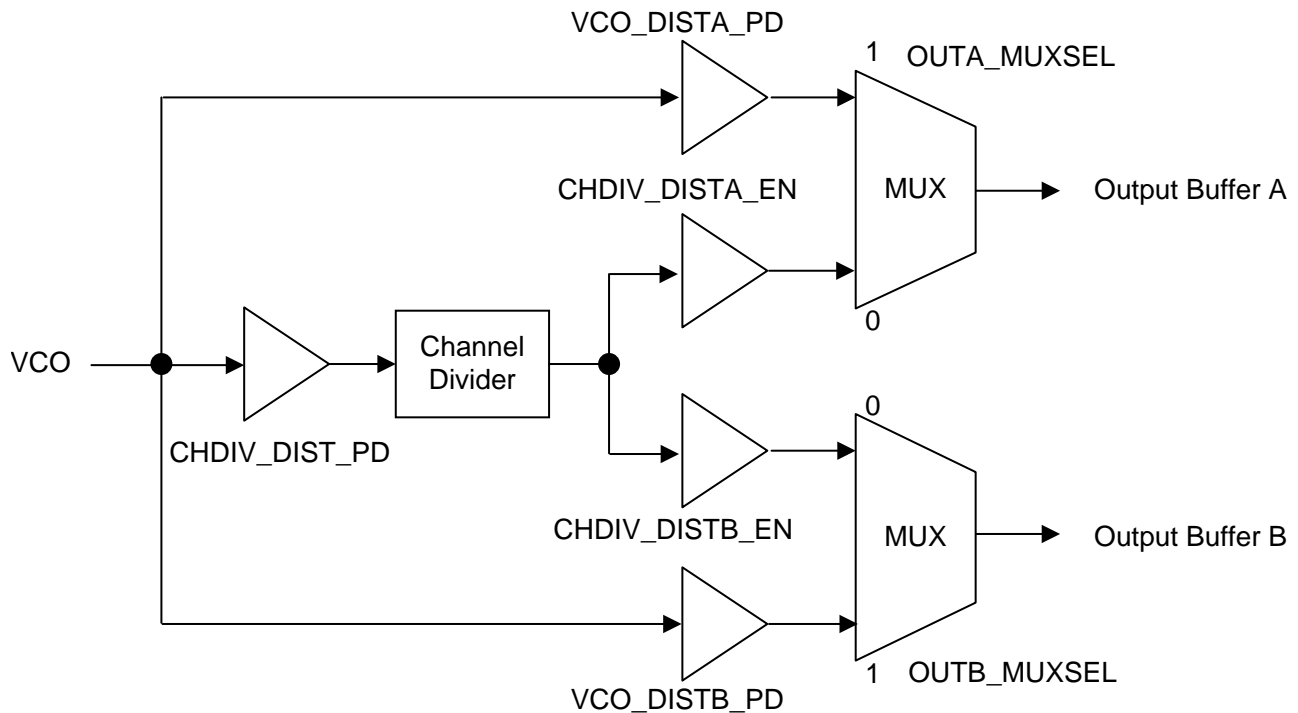 VCO_DISTA_PD
1 OUTA_MUXSEL
CHDIV_DISTA_EN
MUX
Output Buffer A
0
VCO
Channel
Divider
CHDIV_DIST_PD
0
CHDIV_DISTB_EN
MUX
Output Buffer B
1 OUTB_MUXSEL
VCO_DISTB_PD